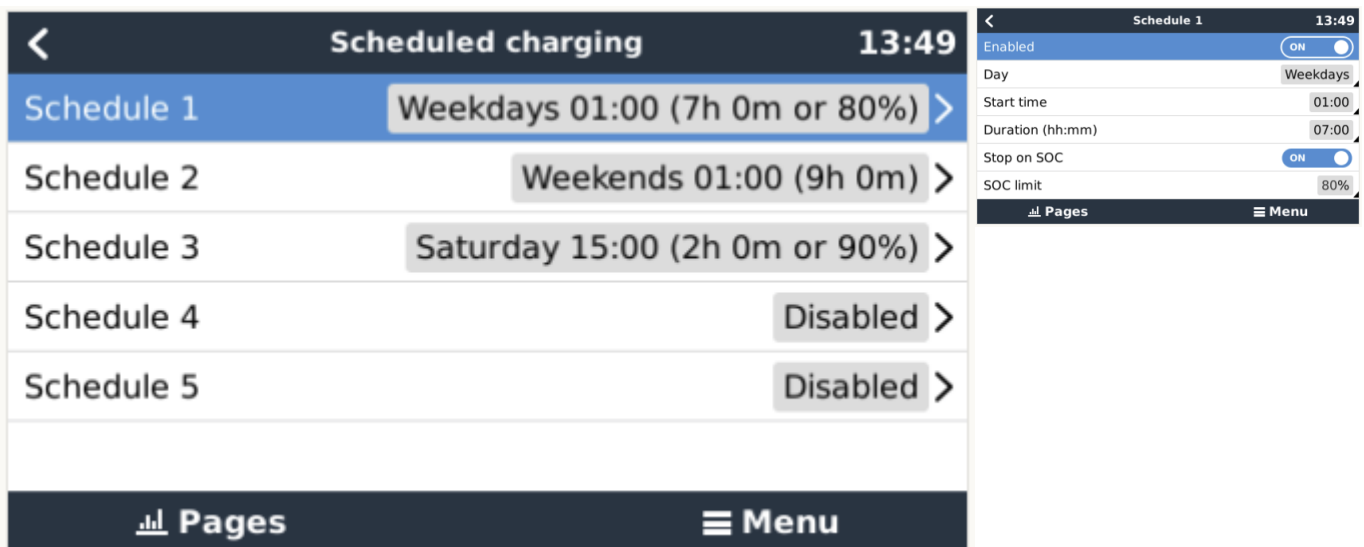 Scheduled charging 13:49
Schedule 1 Weekdays 01:00 (7h 0m or 80%)
Schedule 2 Weekends 01:00 (9h 0m)
Schedule 3 Saturday 15:00 (2h 0m or 90%)
Schedule 4 Disabled
Schedule 5 Disabled
Pages Menu
Schedule 1 13:49
Enabled ON
Day Weekdays
Start time 01:00
Duration (hh:mm) 07:00
Stop on SOC ON
SOC limit 80%
Pages Menu